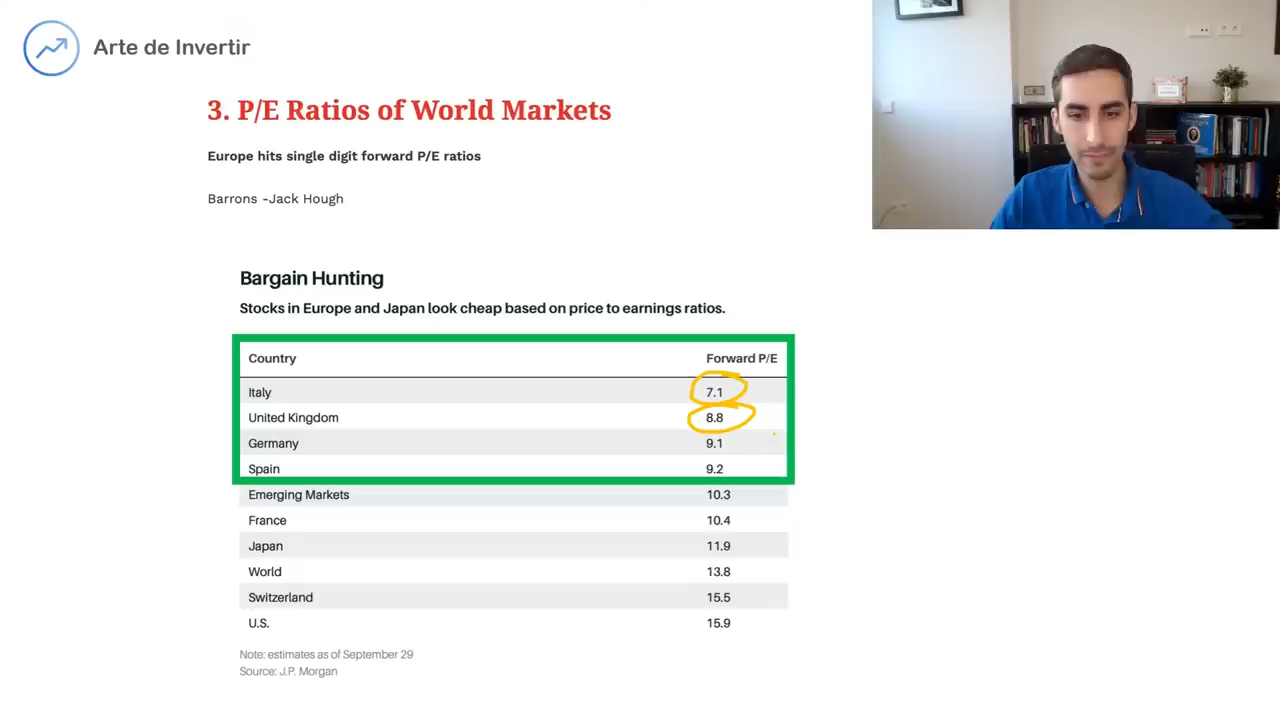 Arte de Invertir
3. P/E Ratios of World Markets
Europe hits single digit forward P/E ratios
Barrons -Jack Hough
Bargain Hunting
Stocks in Europe and Japan look cheap based on price to earnings ratios.
Country Forward P/E
Italy 7.1
United Kingdom 8.8
Germany 9.1
Spain 9.2
Emerging Markets 10.3
France 10.4
Japan 11.9
World 13.8
Switzerland 15.5
U.S. 15.9
Note: estimates as of September 29
Source: J.P. Morgan